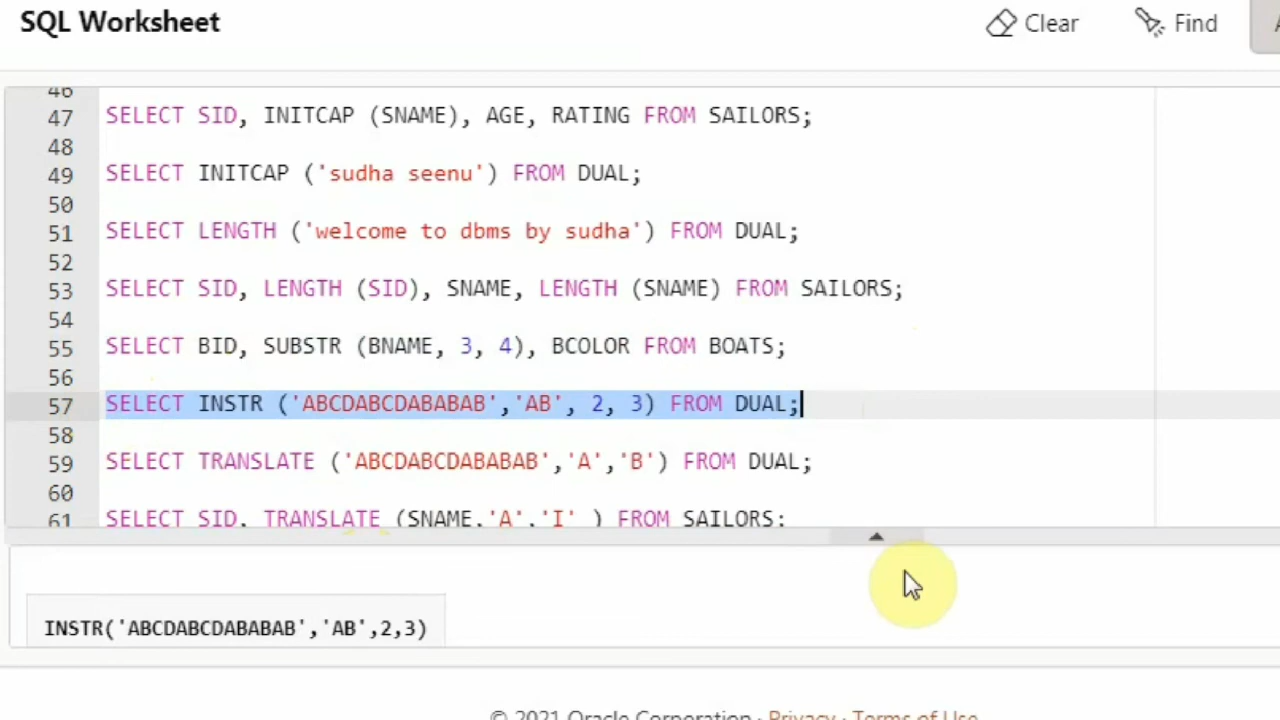 SQL Worksheet
Clear
Find
46
47 SELECT SID, INITCAP (SNAME), AGE, RATING FROM SAILORS;
48
49 SELECT INITCAP ('sudha seenu') FROM DUAL;
50
51 SELECT LENGTH ('welcome to dbms by sudha') FROM DUAL;
52
53 SELECT SID, LENGTH (SID), SNAME, LENGTH (SNAME) FROM SAILORS;
54
55 SELECT BID, SUBSTR (BNAME, 3, 4), BCOLOR FROM BOATS;
56
57 SELECT INSTR ('ABCDABCDABABAB','AB', 2, 3) FROM DUAL;
58
59 SELECT TRANSLATE ('ABCDABCDABABAB','A','B') FROM DUAL;
60
61 SELECT SID, TRANSLATE (SNAME,'A','I' ) FROM SAILORS;
INSTR('ABCDABCDABABAB','AB',2,3)
© 2021 Oracle Corporation · Privacy · Terms of Use